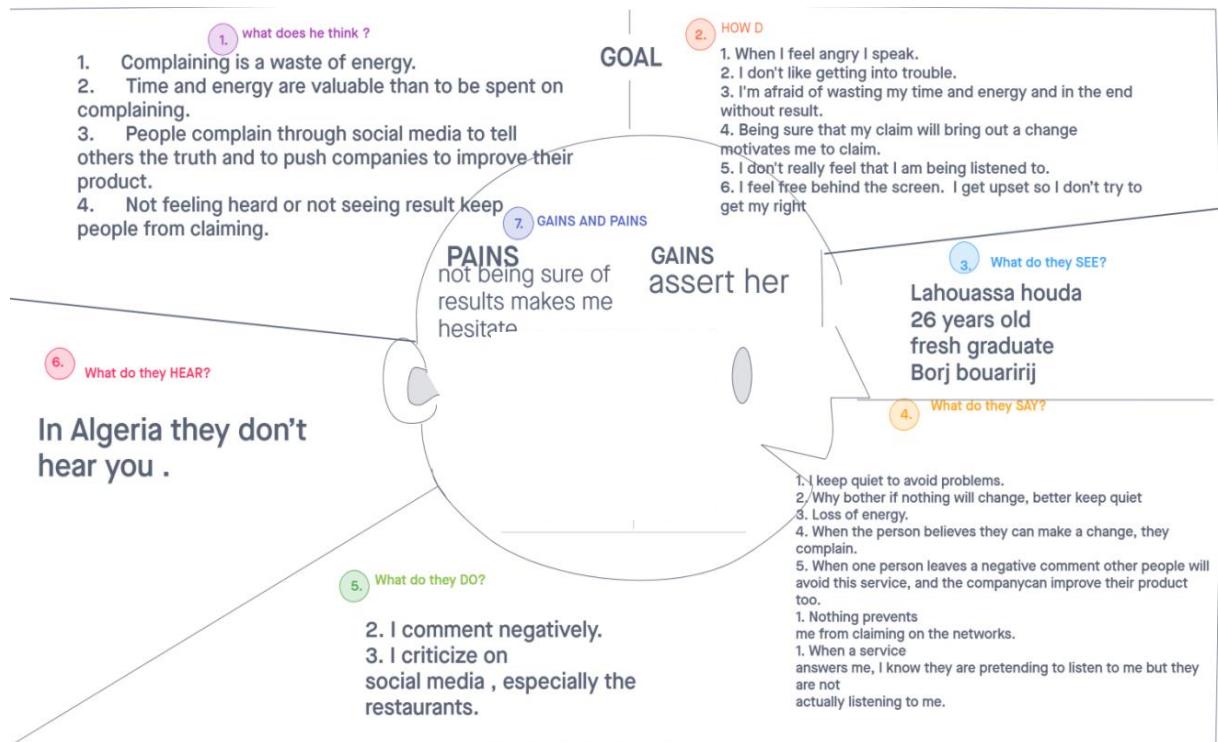 1.
what does he think ?
1. Complaining is a waste of energy.
2. Time and energy are valuable than to be spent on
complaining.
3. People complain through social media to tell
others the truth and to push companies to improve their
product.
4. Not feeling heard or not seeing result keep
people from claiming.
GOAL
2.
HOW D
1. When I feel angry I speak.
2. I don't like getting into trouble.
3. I'm afraid of wasting my time and energy and in the end
without result.
4. Being sure that my claim will bring out a change
motivates me to claim.
5. I don't really feel that I am being listened to.
6. I feel free behind the screen. I get upset so I don't try to
get my right
7.
GAINS AND PAINS
PAINS
not being sure of
results makes me
hesitate
GAINS
assert her
3.
What do they SEE?
Lahouassa houda
26 years old
fresh graduate
Borj bouaririj
6.
What do they HEAR?
In Algeria they don't
hear you .
4.
What do they SAY?
1. I keep quiet to avoid problems.
2. Why bother if nothing will change, better keep quiet
3. Loss of energy.
4. When the person believes they can make a change, they
complain.
5. When one person leaves a negative comment other people will
avoid this service, and the companycan improve their product
too.
1. Nothing prevents
me from claiming on the networks.
1. When a service
answers me, I know they are pretending to listen to me but they
are not
actually listening to me.
5.
What do they DO?
2. I comment negatively.
3. I criticize on
social media , especially the
restaurants.